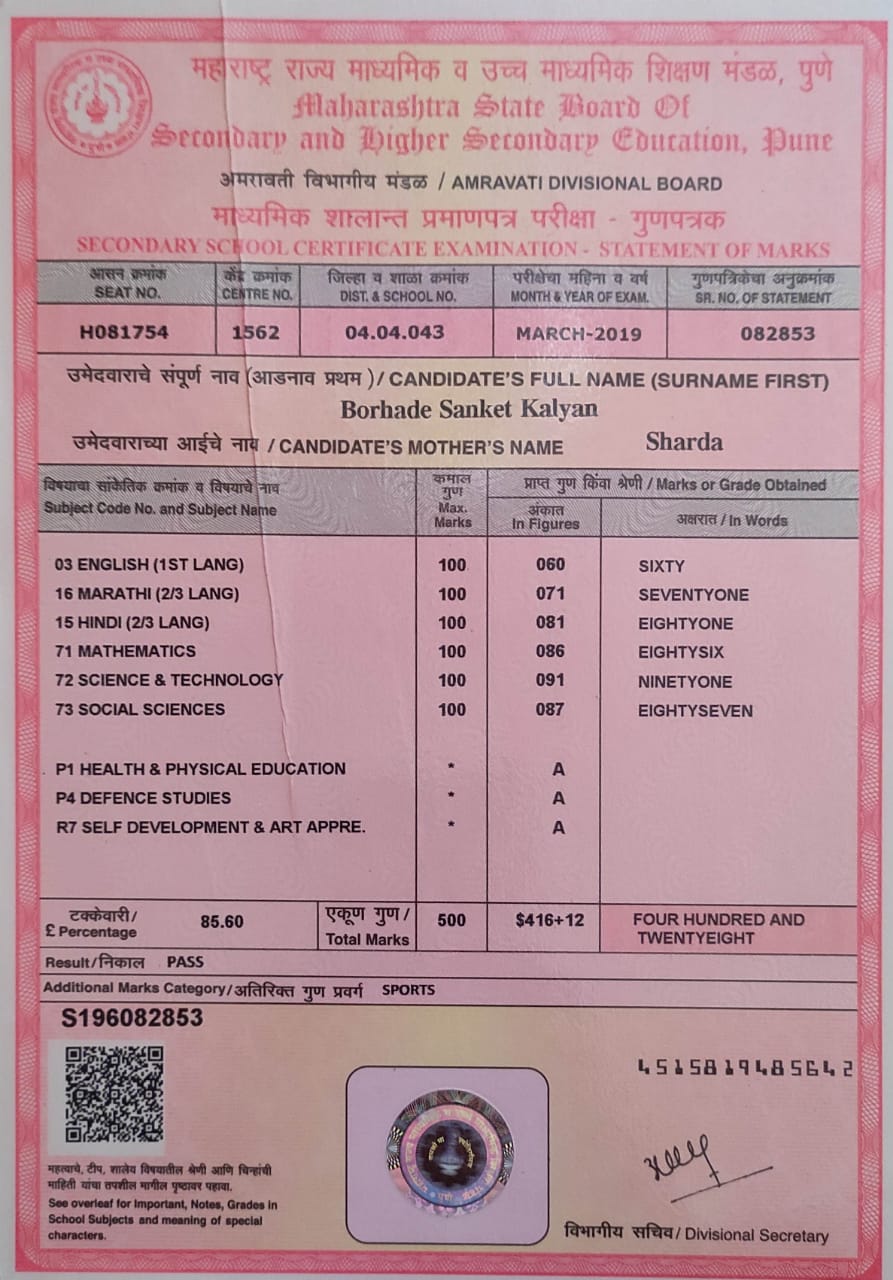 महाराष्ट्र राज्य माध्यमिक व उच्च माध्यमिक शिक्षण मंडळ, पुणे
Maharashtra State Board Of
Secondary and Higher Secondary Education, Pune
अमरावती विभागीय मंडळ / AMRAVATI DIVISIONAL BOARD
माध्यमिक शालान्त प्रमाणपत्र परीक्षा - गुणपत्रक
SECONDARY SCHOOL CERTIFICATE EXAMINATION - STATEMENT OF MARKS
आसन क्रमांक केंद्र क्रमांक जिल्हा व शाळा क्रमांक परीक्षेचा महिना व वर्ष गुणपत्रिकेचा अनुक्रमांक
SEAT NO. CENTRE NO. DIST. & SCHOOL NO. MONTH & YEAR OF EXAM. SR. NO. OF STATEMENT
H081754 1562 04.04.043 MARCH-2019 082853
उमेदवाराचे संपूर्ण नाव (आडनाव प्रथम )/ CANDIDATE'S FULL NAME (SURNAME FIRST)
Borhade Sanket Kalyan
उमेदवाराच्या आईचे नाव / CANDIDATE'S MOTHER'S NAME Sharda
विषयाचा सांकेतिक क्रमांक व विषयाचे नाव
Subject Code No. and Subject Name
कमाल
गुण
Max.
Marks
प्राप्त गुण किंवा श्रेणी / Marks or Grade Obtained
अंकात
In Figures
अक्षरात / In Words
03 ENGLISH (1ST LANG) 100 060 SIXTY
16 MARATHI (2/3 LANG) 100 071 SEVENTYONE
15 HINDI (2/3 LANG) 100 081 EIGHTYONE
71 MATHEMATICS 100 086 EIGHTYSIX
72 SCIENCE & TECHNOLOGY 100 091 NINETYONE
73 SOCIAL SCIENCES 100 087 EIGHTYSEVEN
P1 HEALTH & PHYSICAL EDUCATION * A
P4 DEFENCE STUDIES * A
R7 SELF DEVELOPMENT & ART APPRE. * A
टक्केवारी/
£ Percentage 85.60
एकूण गुण /
Total Marks 500 $416+12 FOUR HUNDRED AND
TWENTYEIGHT
Result/निकाल PASS
Additional Marks Category/अतिरिक्त गुण प्रवर्ग SPORTS
S196082853
4515819485642
महत्वाचे, टीप, शालेय विषयातील श्रेणी आणि चिन्हांची
माहिती यांचा तपशील मागील पृष्ठावर पहावा.
See overleaf for Important, Notes, Grades in
School Subjects and meaning of special
characters.
विभागीय सचिव/ Divisional Secretary